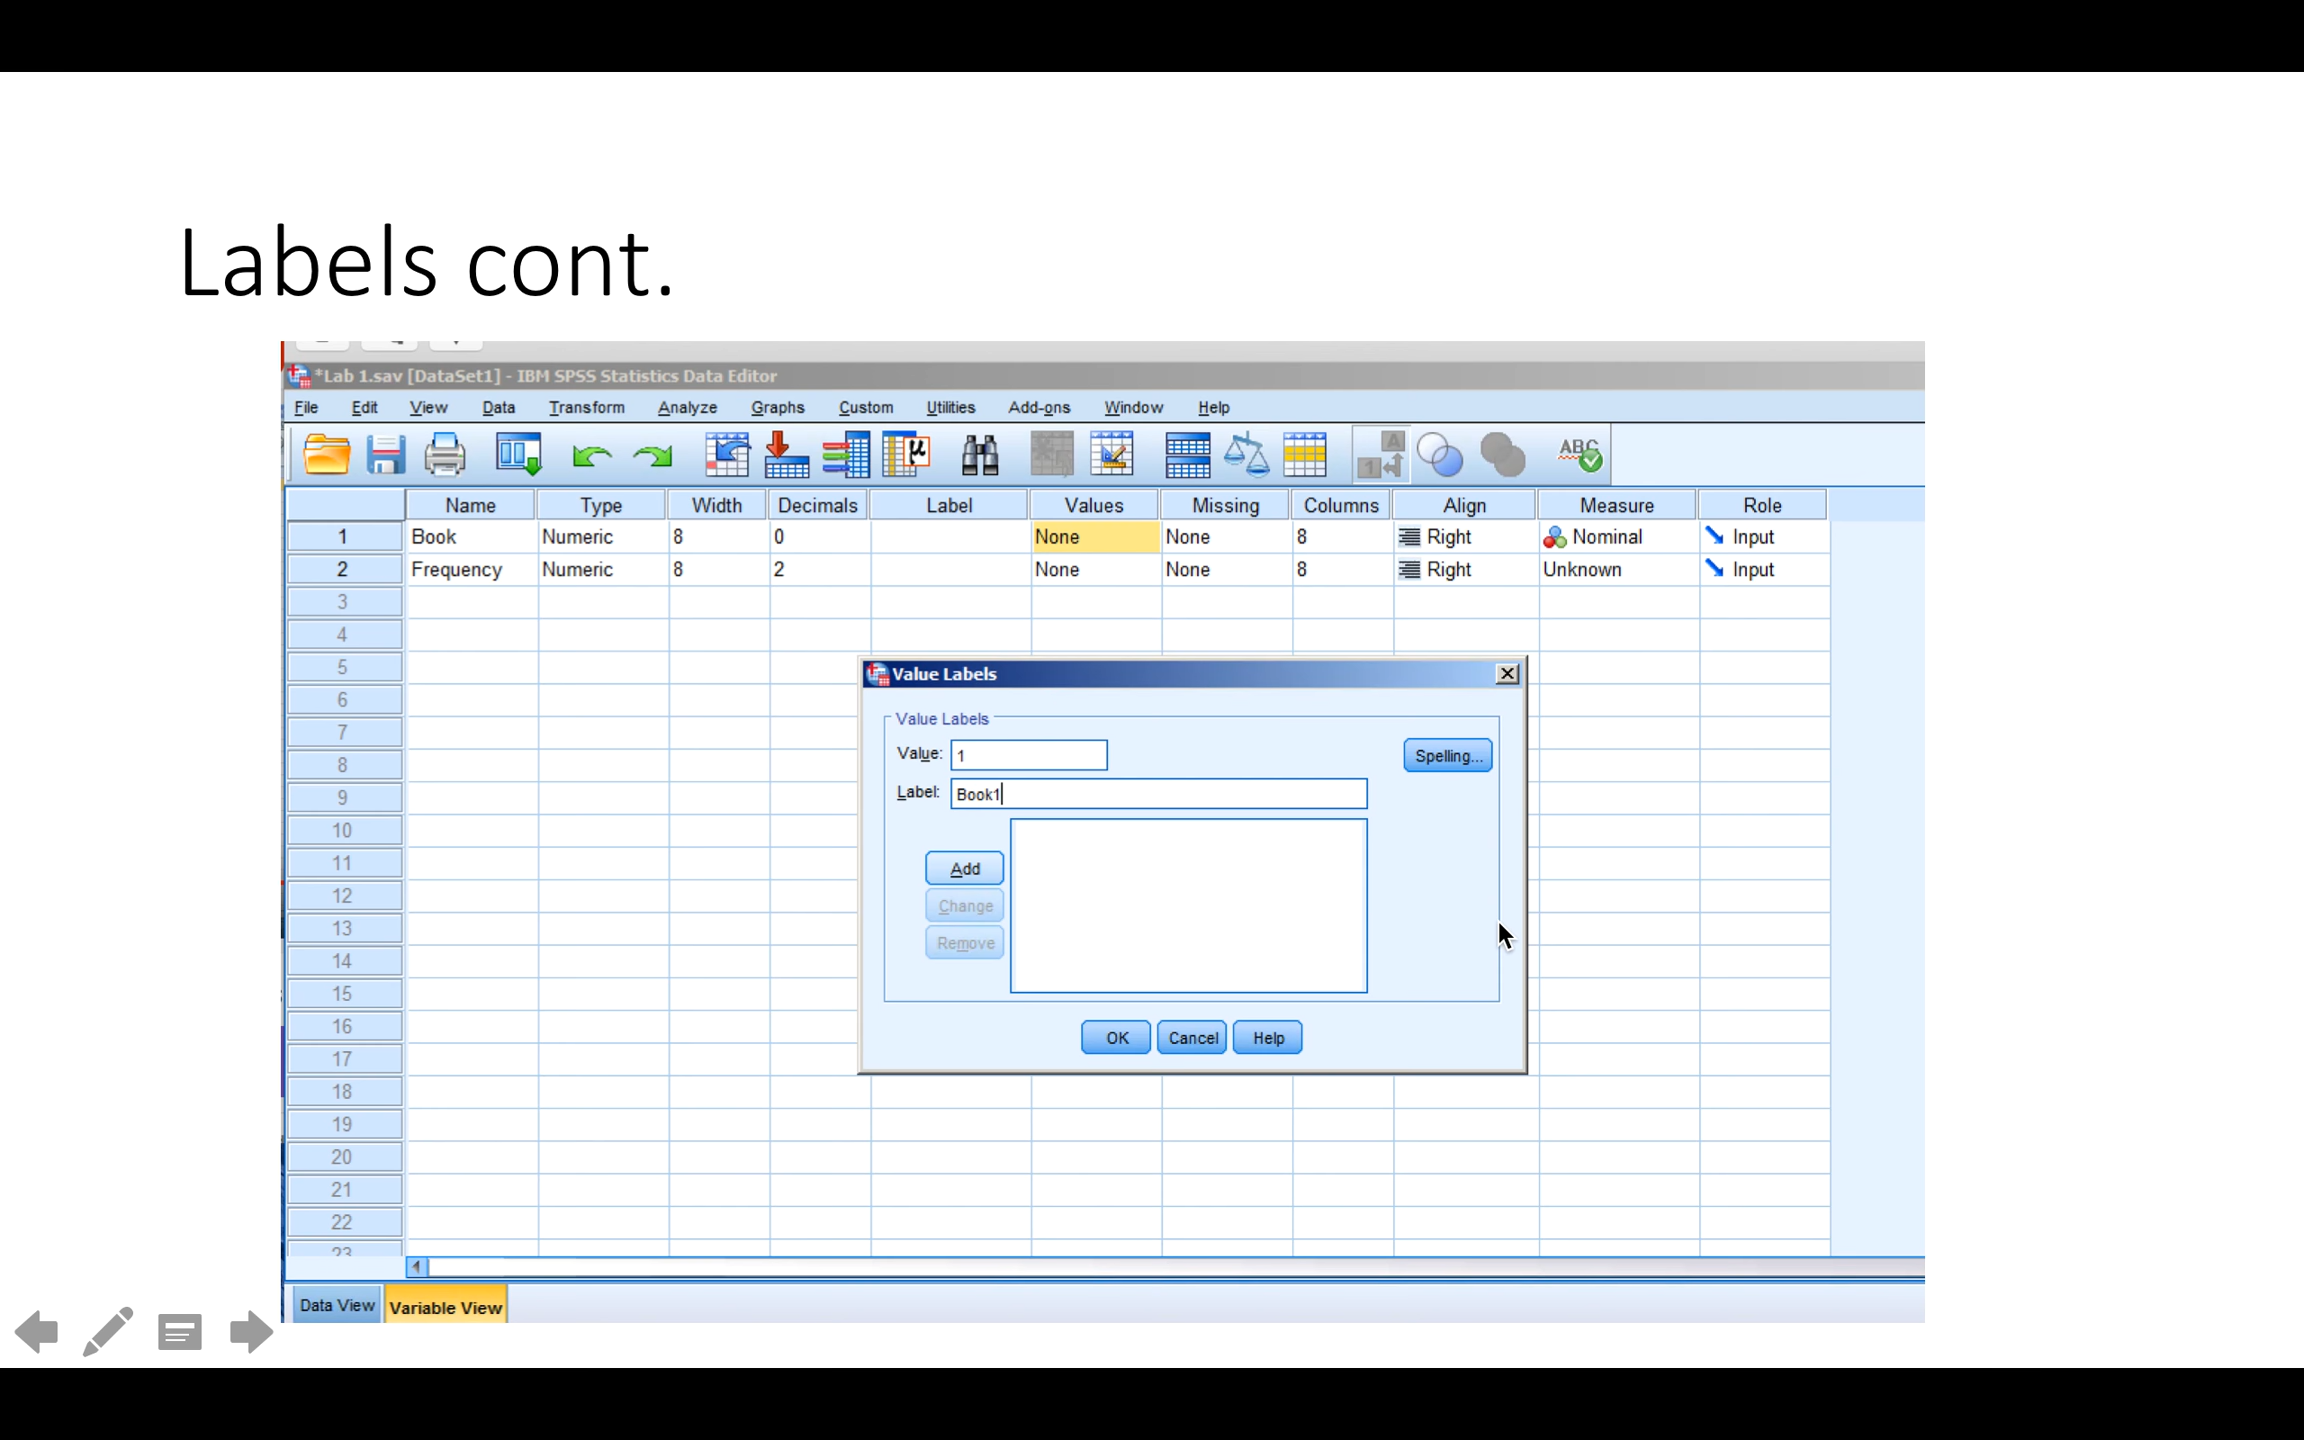 Labels cont.
*Lab 1.sav [DataSet1] - IBM SPSS Statistics Data Editor
File Edit View Data Transform Analyze Graphs Custom Utilities Add-ons Window Help
μ A 1 ABC
Name Type Width Decimals Label Values Missing Columns Align Measure Role
1 Book Numeric 8 0 None None 8 Right Nominal Input
2 Frequency Numeric 8 2 None None 8 Right Unknown Input
3
4
5
6
7
8
9
10
11
12
13
14
15
16
17
18
19
20
21
22
23
Value Labels
Value Labels
Value: 1
Spelling...
Label: Book1
Add
Change
Remove
OK Cancel Help
Data View Variable View